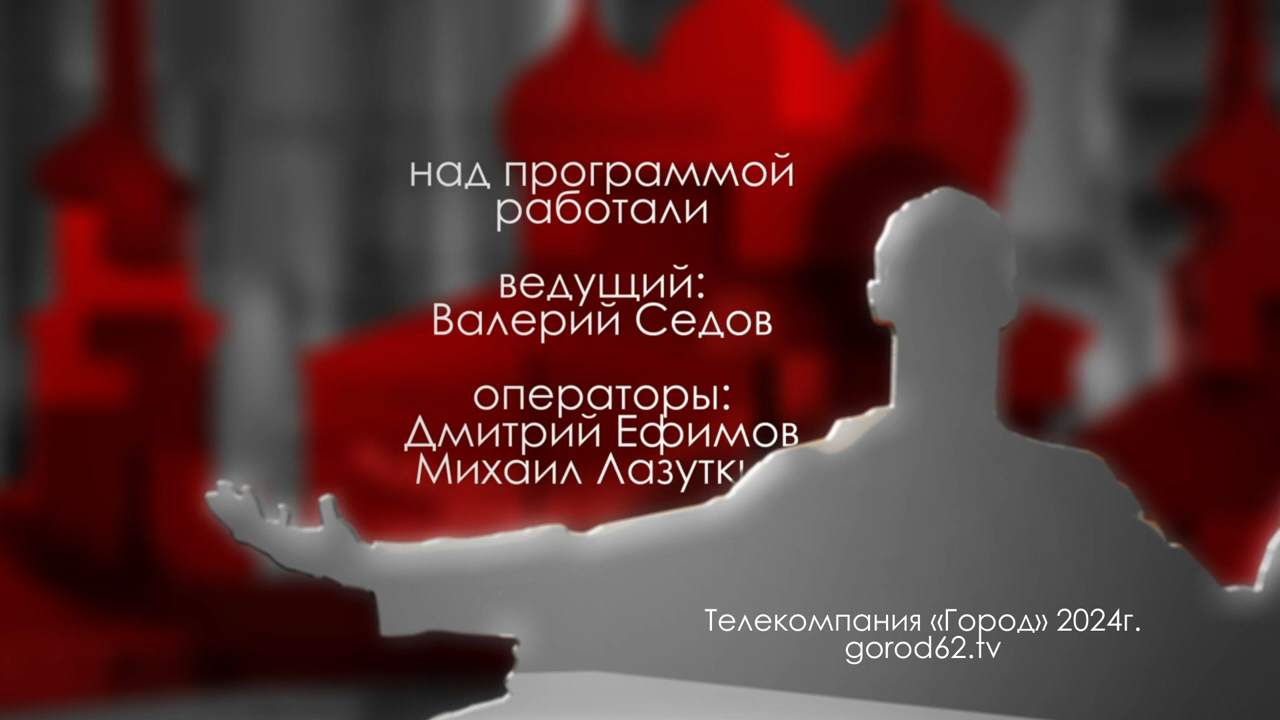 над программой
работали
ведущий:
Валерий Седов
операторы:
Дмитрий Ефимов
Михаил
Телекомпания «Город» 2024г.
gorod62.tv